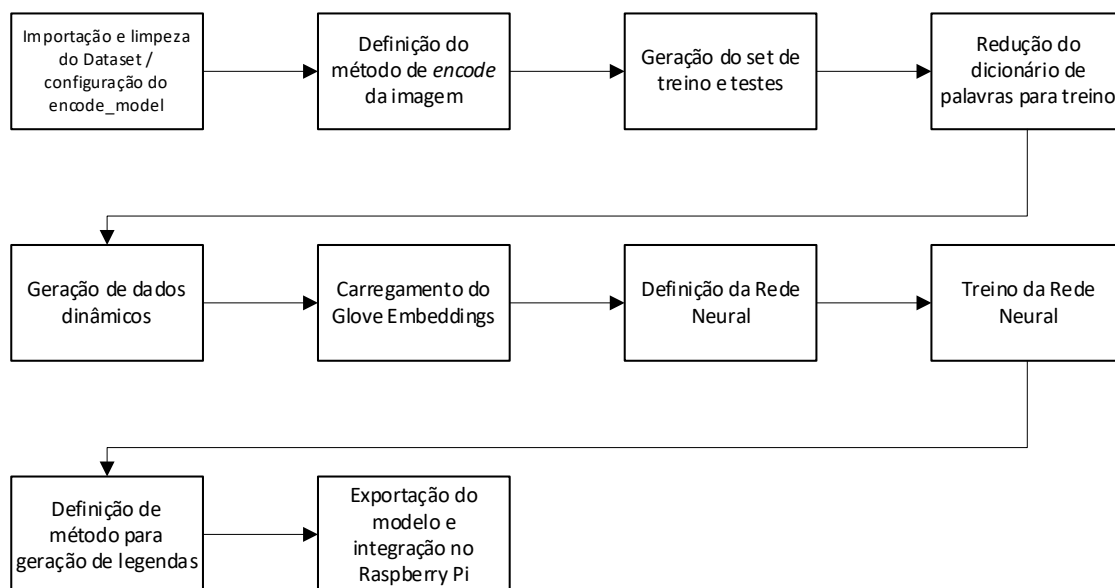 Importação e limpeza
do Dataset /
configuração do
encode_model
Definição do
método de encode
da imagem
Geração do set de
treino e testes
Redução do
dicionário de
palavras para treino
Geração de dados
dinâmicos
Carregamento do
Glove Embeddings
Definição da Rede
Neural
Treino da Rede
Neural
Definição de
método para
geração de legendas
Exportação do
modelo e
integração no
Raspberry Pi